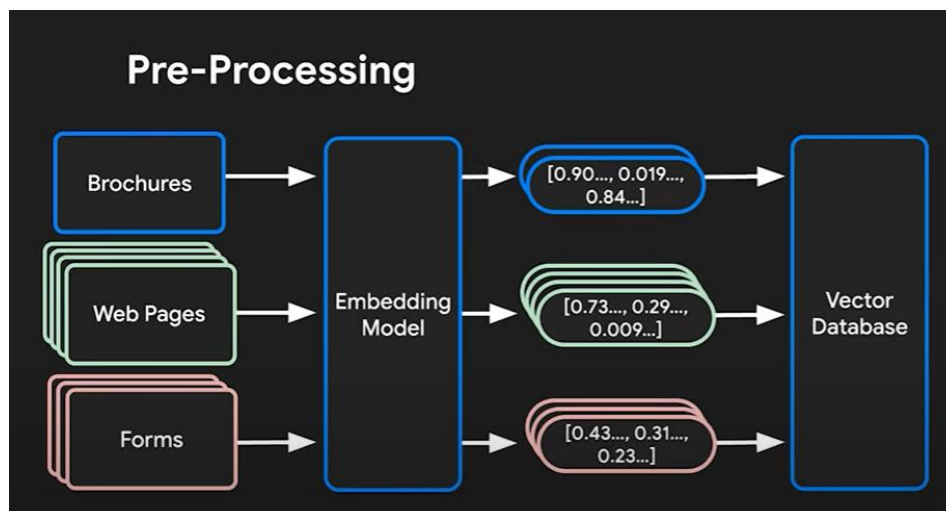 Pre-Processing
Brochures
[0.90..., 0.019...,
0.84...]
Web Pages
Embedding
Model
[0.73..., 0.29...,
0.009...]
Vector
Database
Forms
[0.43..., 0.31...,
0.23...]